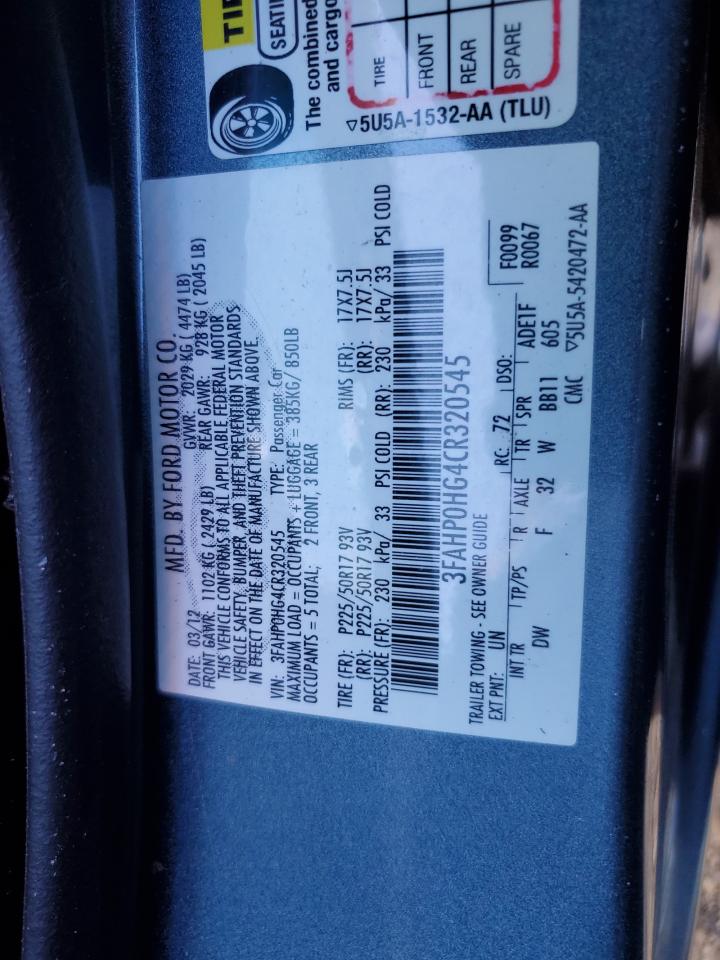 MFD. BY FORD MOTOR CO.
DATE: 03/12 GVWR: 2029 KG ( 4474 LB)
FRONT GAWR: 1102 KG ( 2429 LB) REAR GAWR: 928 KG ( 2045 LB)
THIS VEHICLE CONFORMS TO ALL APPLICABLE FEDERAL MOTOR
VEHICLE SAFETY, BUMPER, AND THEFT PREVENTION STANDARDS
IN EFFECT ON THE DATE OF MANUFACTURE SHOWN ABOVE.
VIN: 3FAHP0HG4CR320545 TYPE: Passenger Car
MAXIMUM LOAD = OCCUPANTS + LUGGAGE = 385KG/ 850LB
OCCUPANTS = 5 TOTAL; 2 FRONT, 3 REAR
TIRE (FR): P225/50R17 93V RIMS (FR): 17X7.5J
(RR): P225/50R17 93V (RR): 17X7.5J
PRESSURE (FR): 230 kPa/ 33 PSI COLD (RR): 230 kPa/ 33 PSI COLD
3FAHP0HG4CR320545
TRAILER TOWING - SEE OWNER GUIDE
EXT PNT: UN RC: 72 DSO: F0099
R0067
INT TR TP/PS R AXLE TR SPR ADE1F
DW F 32 W BB11 605
CMC ▽5U5A-5420472-AA
TIR
SEATI
The combined
and cargo
TIRE
FRONT
REAR
SPARE
▽5U5A-1532-AA (TLU)